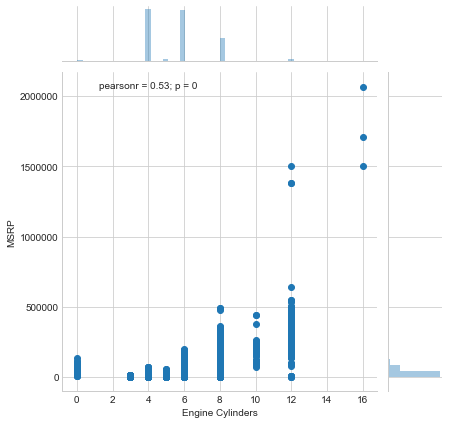 pearsonr = 0.53; p = 0
2000000
1500000
1000000
500000
0
MSRP
0 2 4 6 8 10 12 14 16
Engine Cylinders